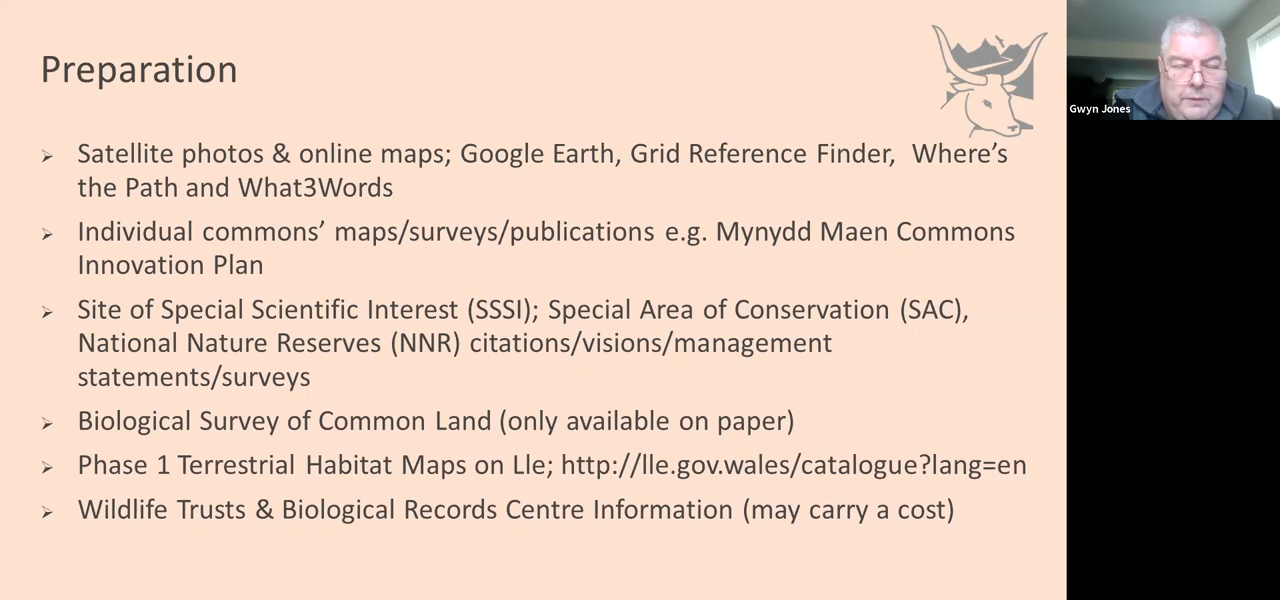 Preparation
Gwyn Jones
Satellite photos & online maps; Google Earth, Grid Reference Finder, Where's
the Path and What3Words
Individual commons' maps/surveys/publications e.g. Mynydd Maen Commons
Innovation Plan
Site of Special Scientific Interest (SSSI); Special Area of Conservation (SAC),
National Nature Reserves (NNR) citations/visions/management
statements/surveys
Biological Survey of Common Land (only available on paper)
Phase 1 Terrestrial Habitat Maps on Lle; http://lle.gov.wales/catalogue?lang=en
Wildlife Trusts & Biological Records Centre Information (may carry a cost)